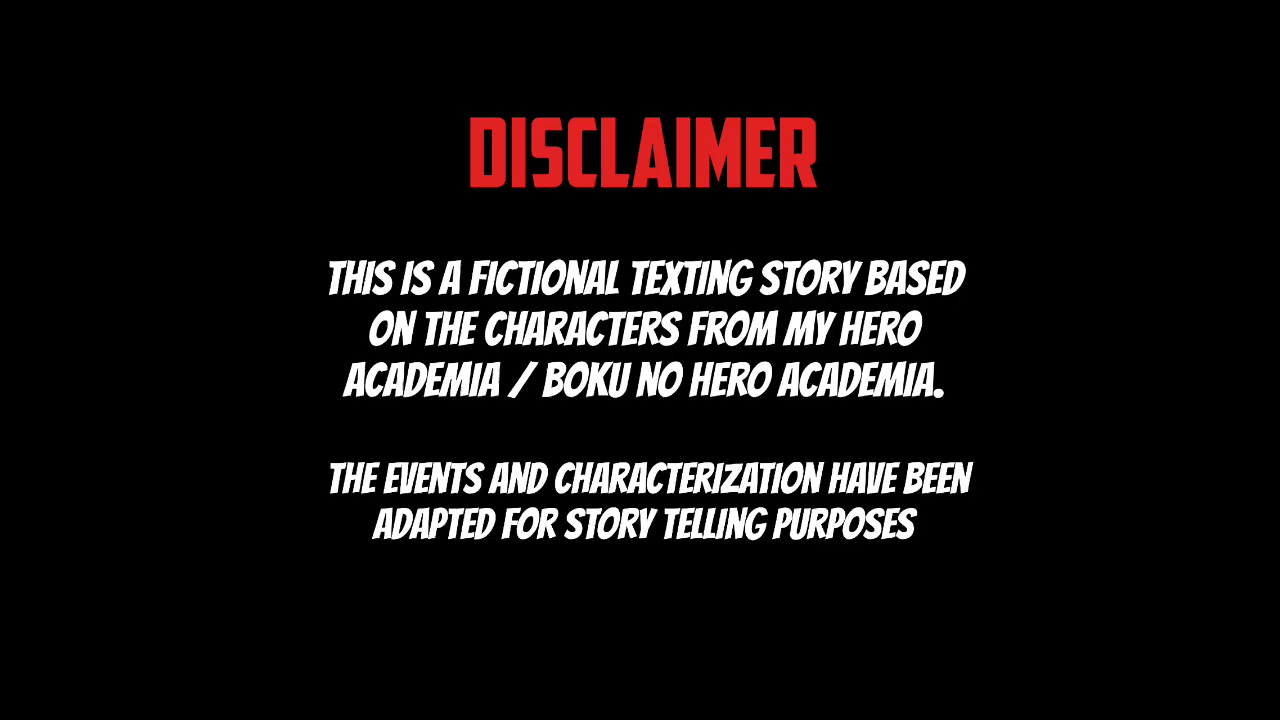 DISCLAIMER
THIS IS A FICTIONAL TEXTING STORY BASED
ON THE CHARACTERS FROM MY HERO
ACADEMIA / BOKU NO HERO ACADEMIA.
THE EVENTS AND CHARACTERIZATION HAVE BEEN
ADAPTED FOR STORY TELLING PURPOSES